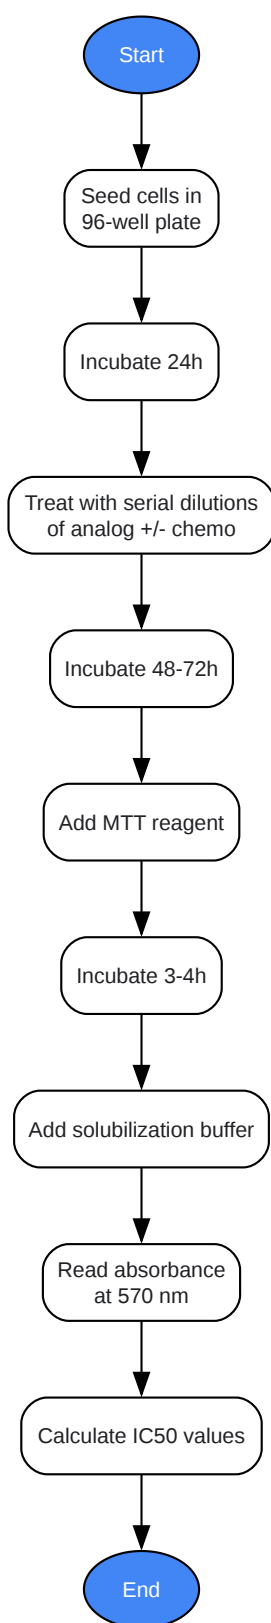 Start
Seed cells in
96-well plate
Incubate 24h
Treat with serial dilutions
of analog +/- chemo
Incubate 48-72h
Add MTT reagent
Incubate 3-4h
Add solubilization buffer
Read absorbance
at 570 nm
Calculate IC50 values
End